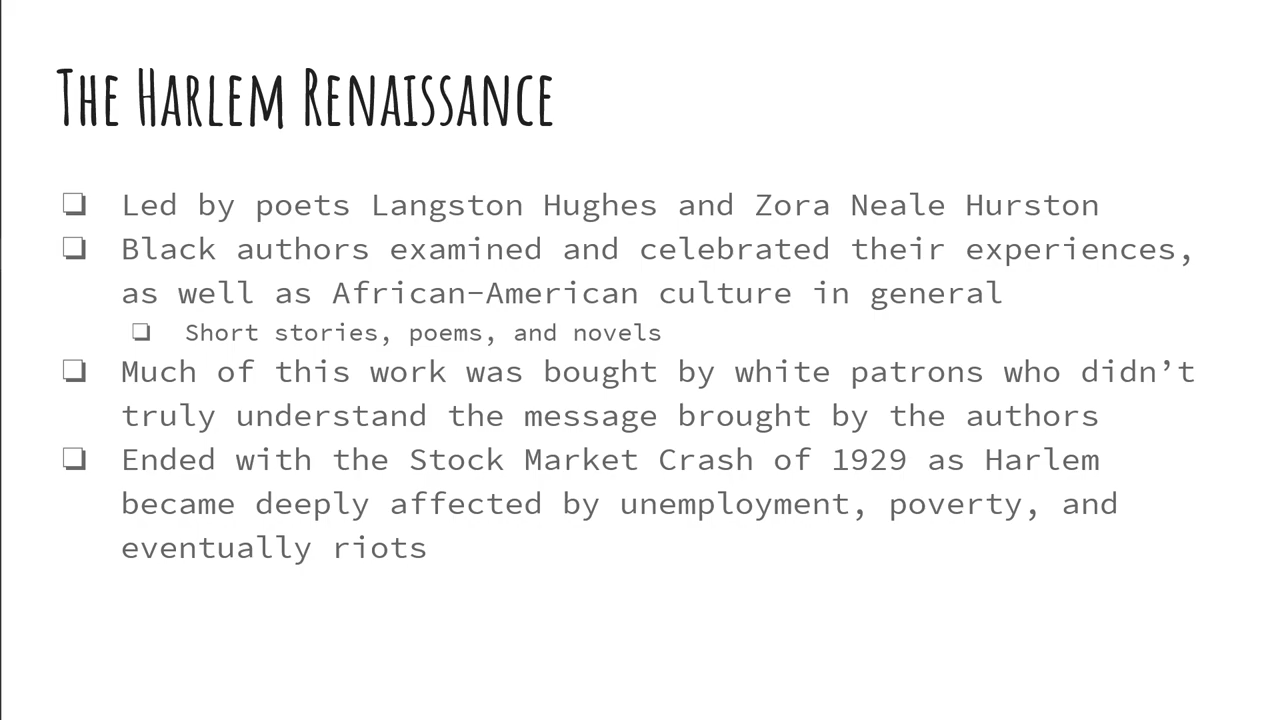 The Harlem Renaissance
❏ Led by poets Langston Hughes and Zora Neale Hurston
❏ Black authors examined and celebrated their experiences,
as well as African-American culture in general
❏ Short stories, poems, and novels
❏ Much of this work was bought by white patrons who didn’t
truly understand the message brought by the authors
❏ Ended with the Stock Market Crash of 1929 as Harlem
became deeply affected by unemployment, poverty, and
eventually riots